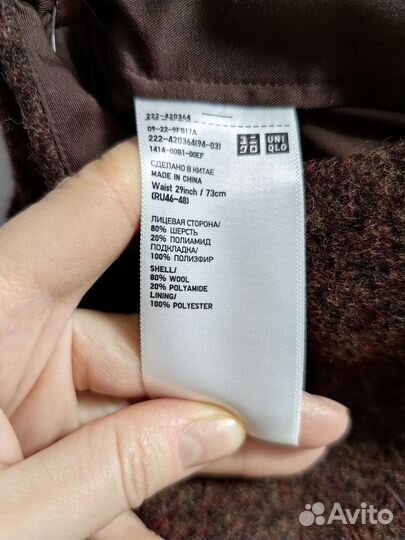 222-420364
09-22-9F017A
222-420364(94-03)
1414-00B1-00EF
UNI
QLO
СДЕЛАНО В КИТАЕ
MADE IN CHINA
Waist 29inch / 73cm
(RU46-48)
ЛИЦЕВАЯ СТОРОНА/
80% ШЕРСТЬ
20% ПОЛИАМИД
ПОДКЛАДКА/
100% ПОЛИЭФИР
SHELL/
80% WOOL
20% POLYAMIDE
LINING/
100% POLYESTER
Avito